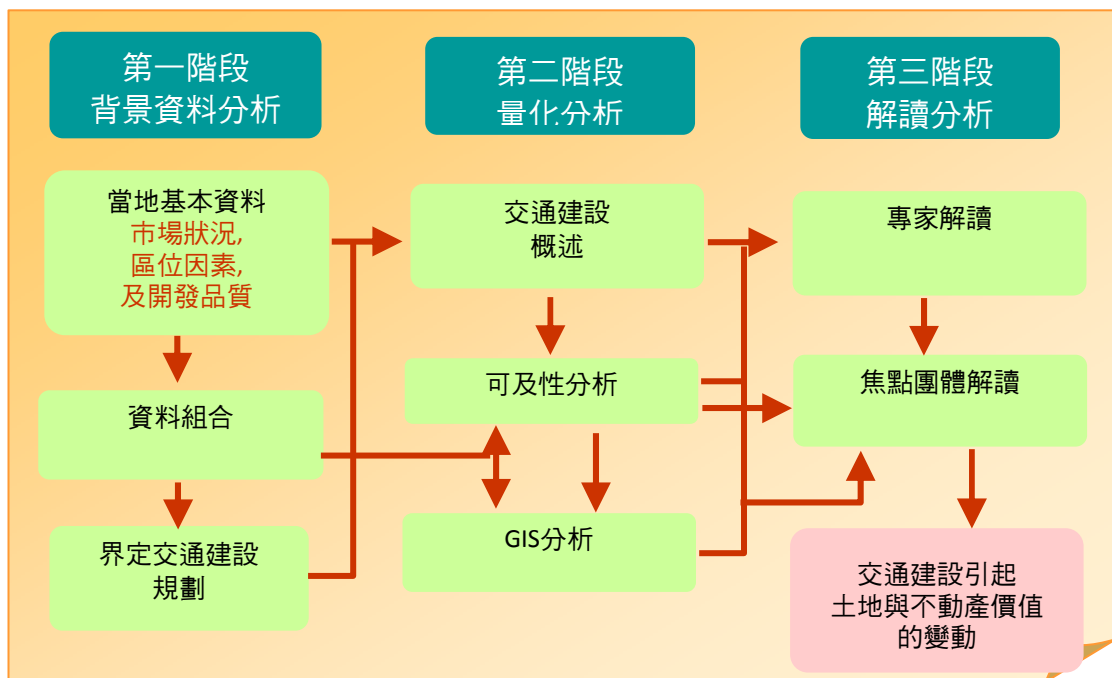 第一階段
背景資料分析
第二階段
量化分析
第三階段
解讀分析
當地基本資料
市場狀況,
區位因素,
及開發品質
資料組合
界定交通建設
規劃
交通建設
概述
可及性分析
GIS分析
專家解讀
焦點團體解讀
交通建設引起
土地與不動產價值
的變動